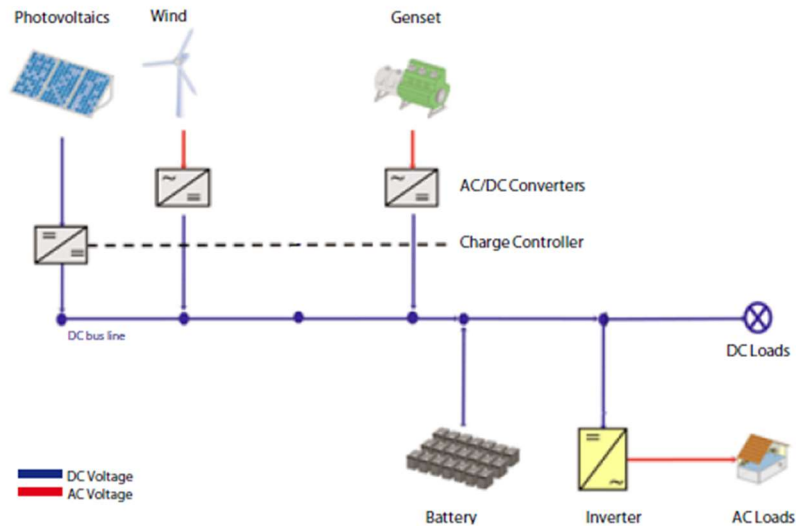 Photovoltaics
Wind
Genset
AC/DC Converters
Charge Controller
DC bus line
DC Loads
DC Voltage
AC Voltage
Battery
Inverter
AC Loads